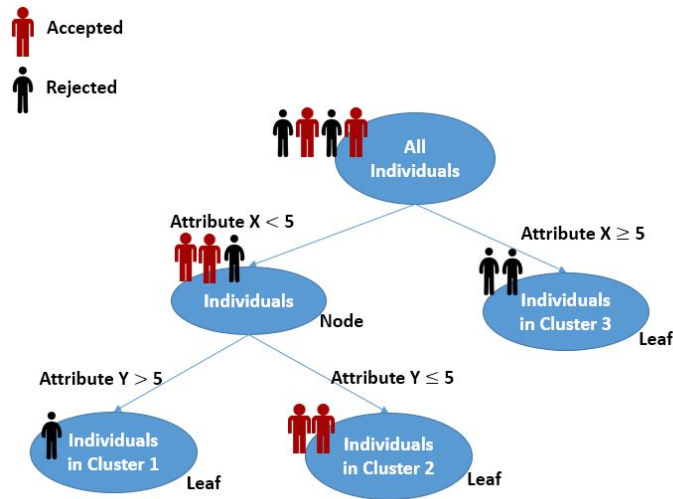 Accepted
Rejected
All
Individuals
Attribute X < 5
Attribute X ≥ 5
Individuals
Node
Individuals
in Cluster 3
Leaf
Attribute Y > 5
Attribute Y ≤ 5
Individuals
in Cluster 1
Leaf
Individuals
in Cluster 2
Leaf